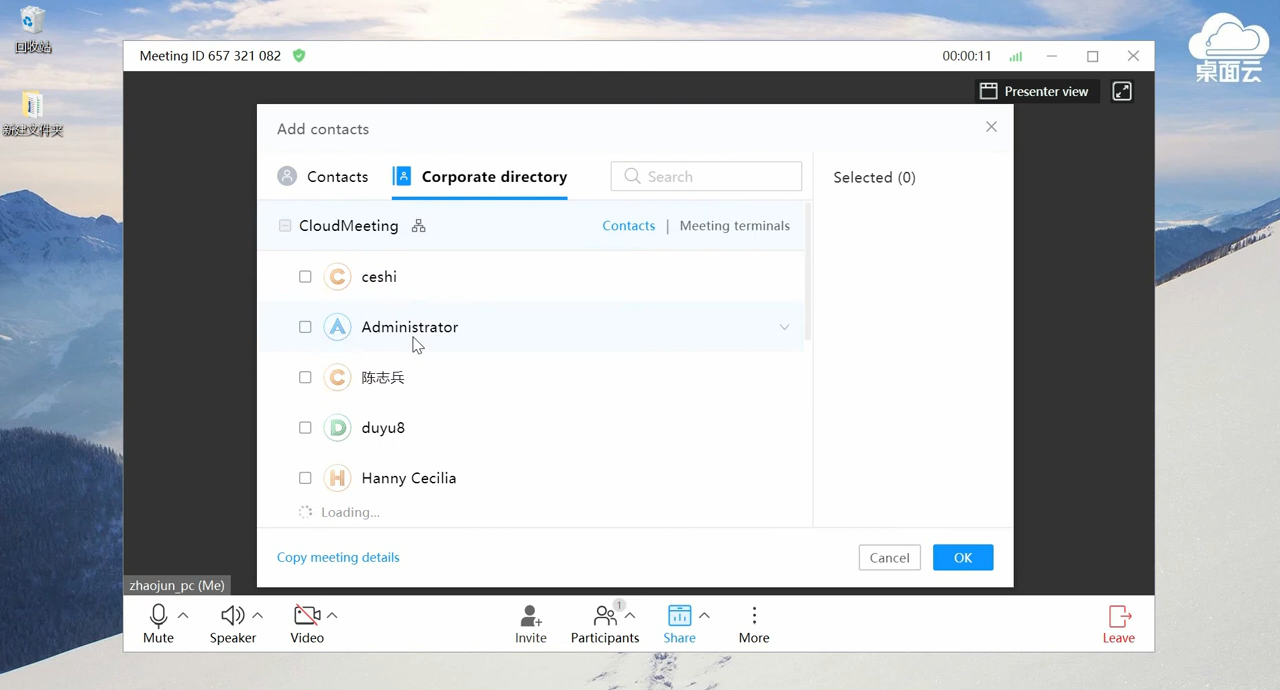 回收站
新建文件夹
桌面云
Meeting ID 657 321 082
00:00:11
Presenter view
Add contacts
Contacts
Corporate directory
Search
Selected (0)
CloudMeeting
Contacts | Meeting terminals
C ceshi
A Administrator
C 陈志兵
D duyu8
H Hanny Cecilia
Loading...
Copy meeting details
Cancel
OK
zhaojun_pc (Me)
1
Mute
Speaker
Video
Invite
Participants
Share
More
Leave